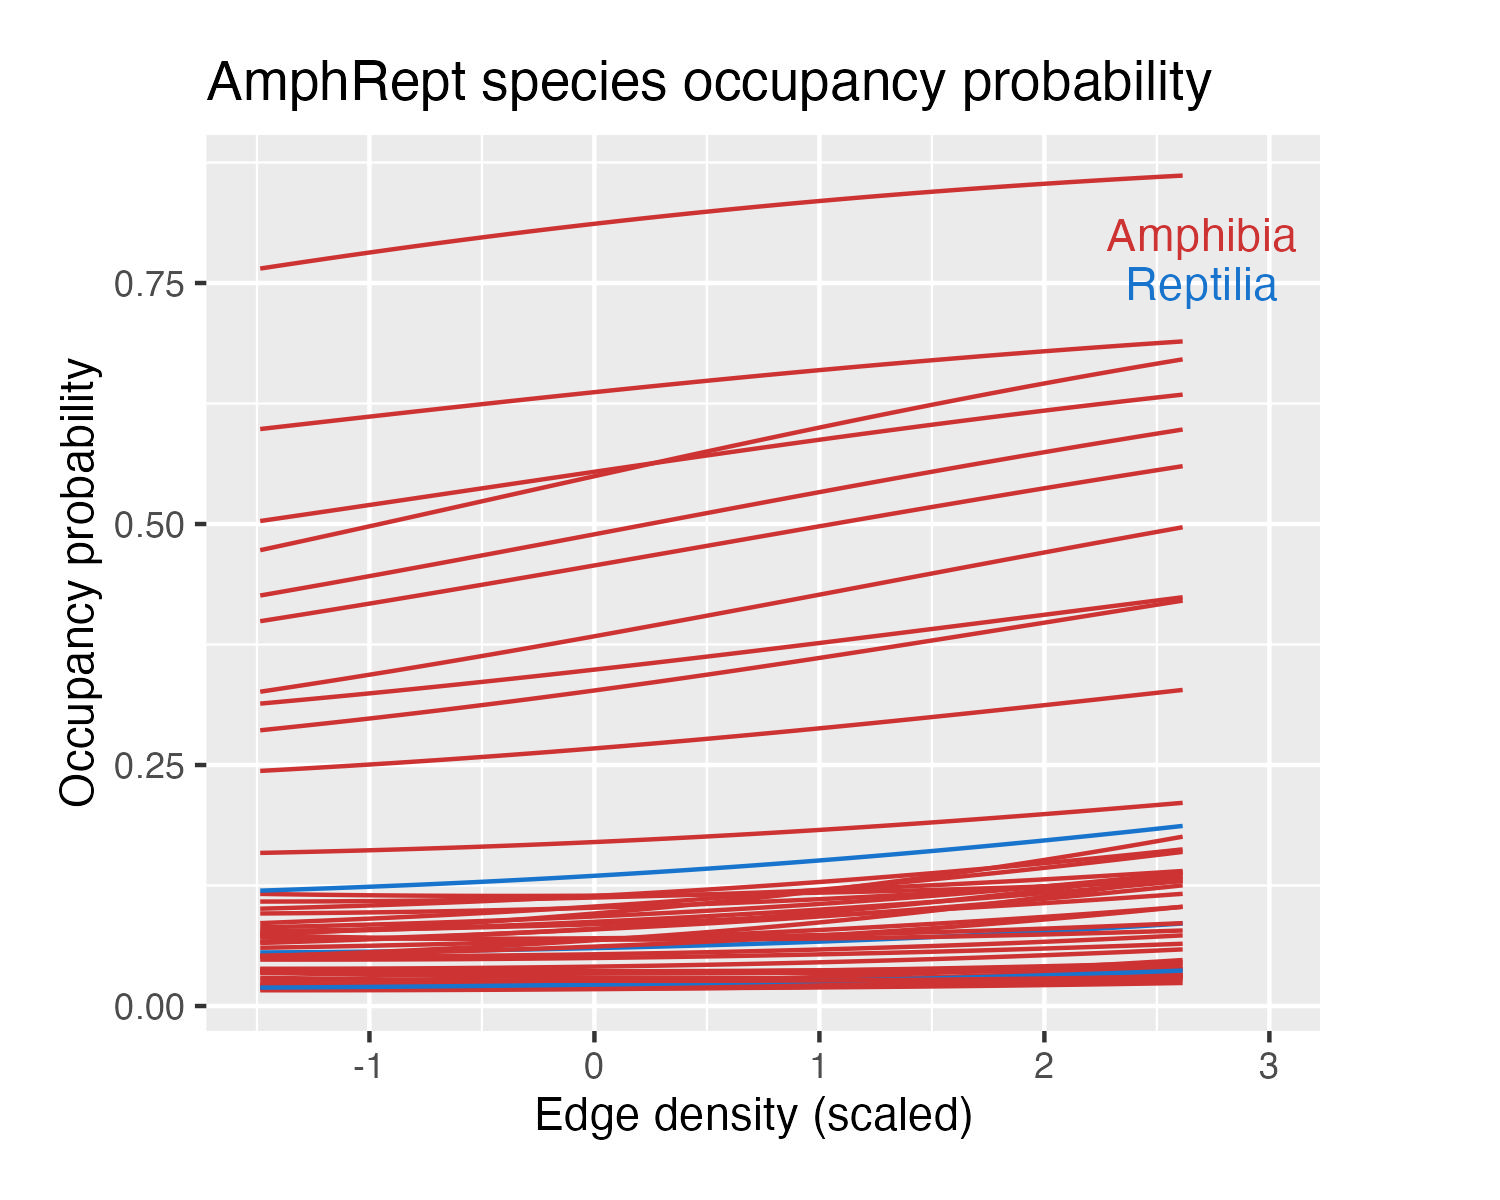 AmphRept species occupancy probability
Amphibia
Reptilia
Occupancy probability
0.75
0.50
0.25
0.00
-1 0 1 2 3
Edge density (scaled)